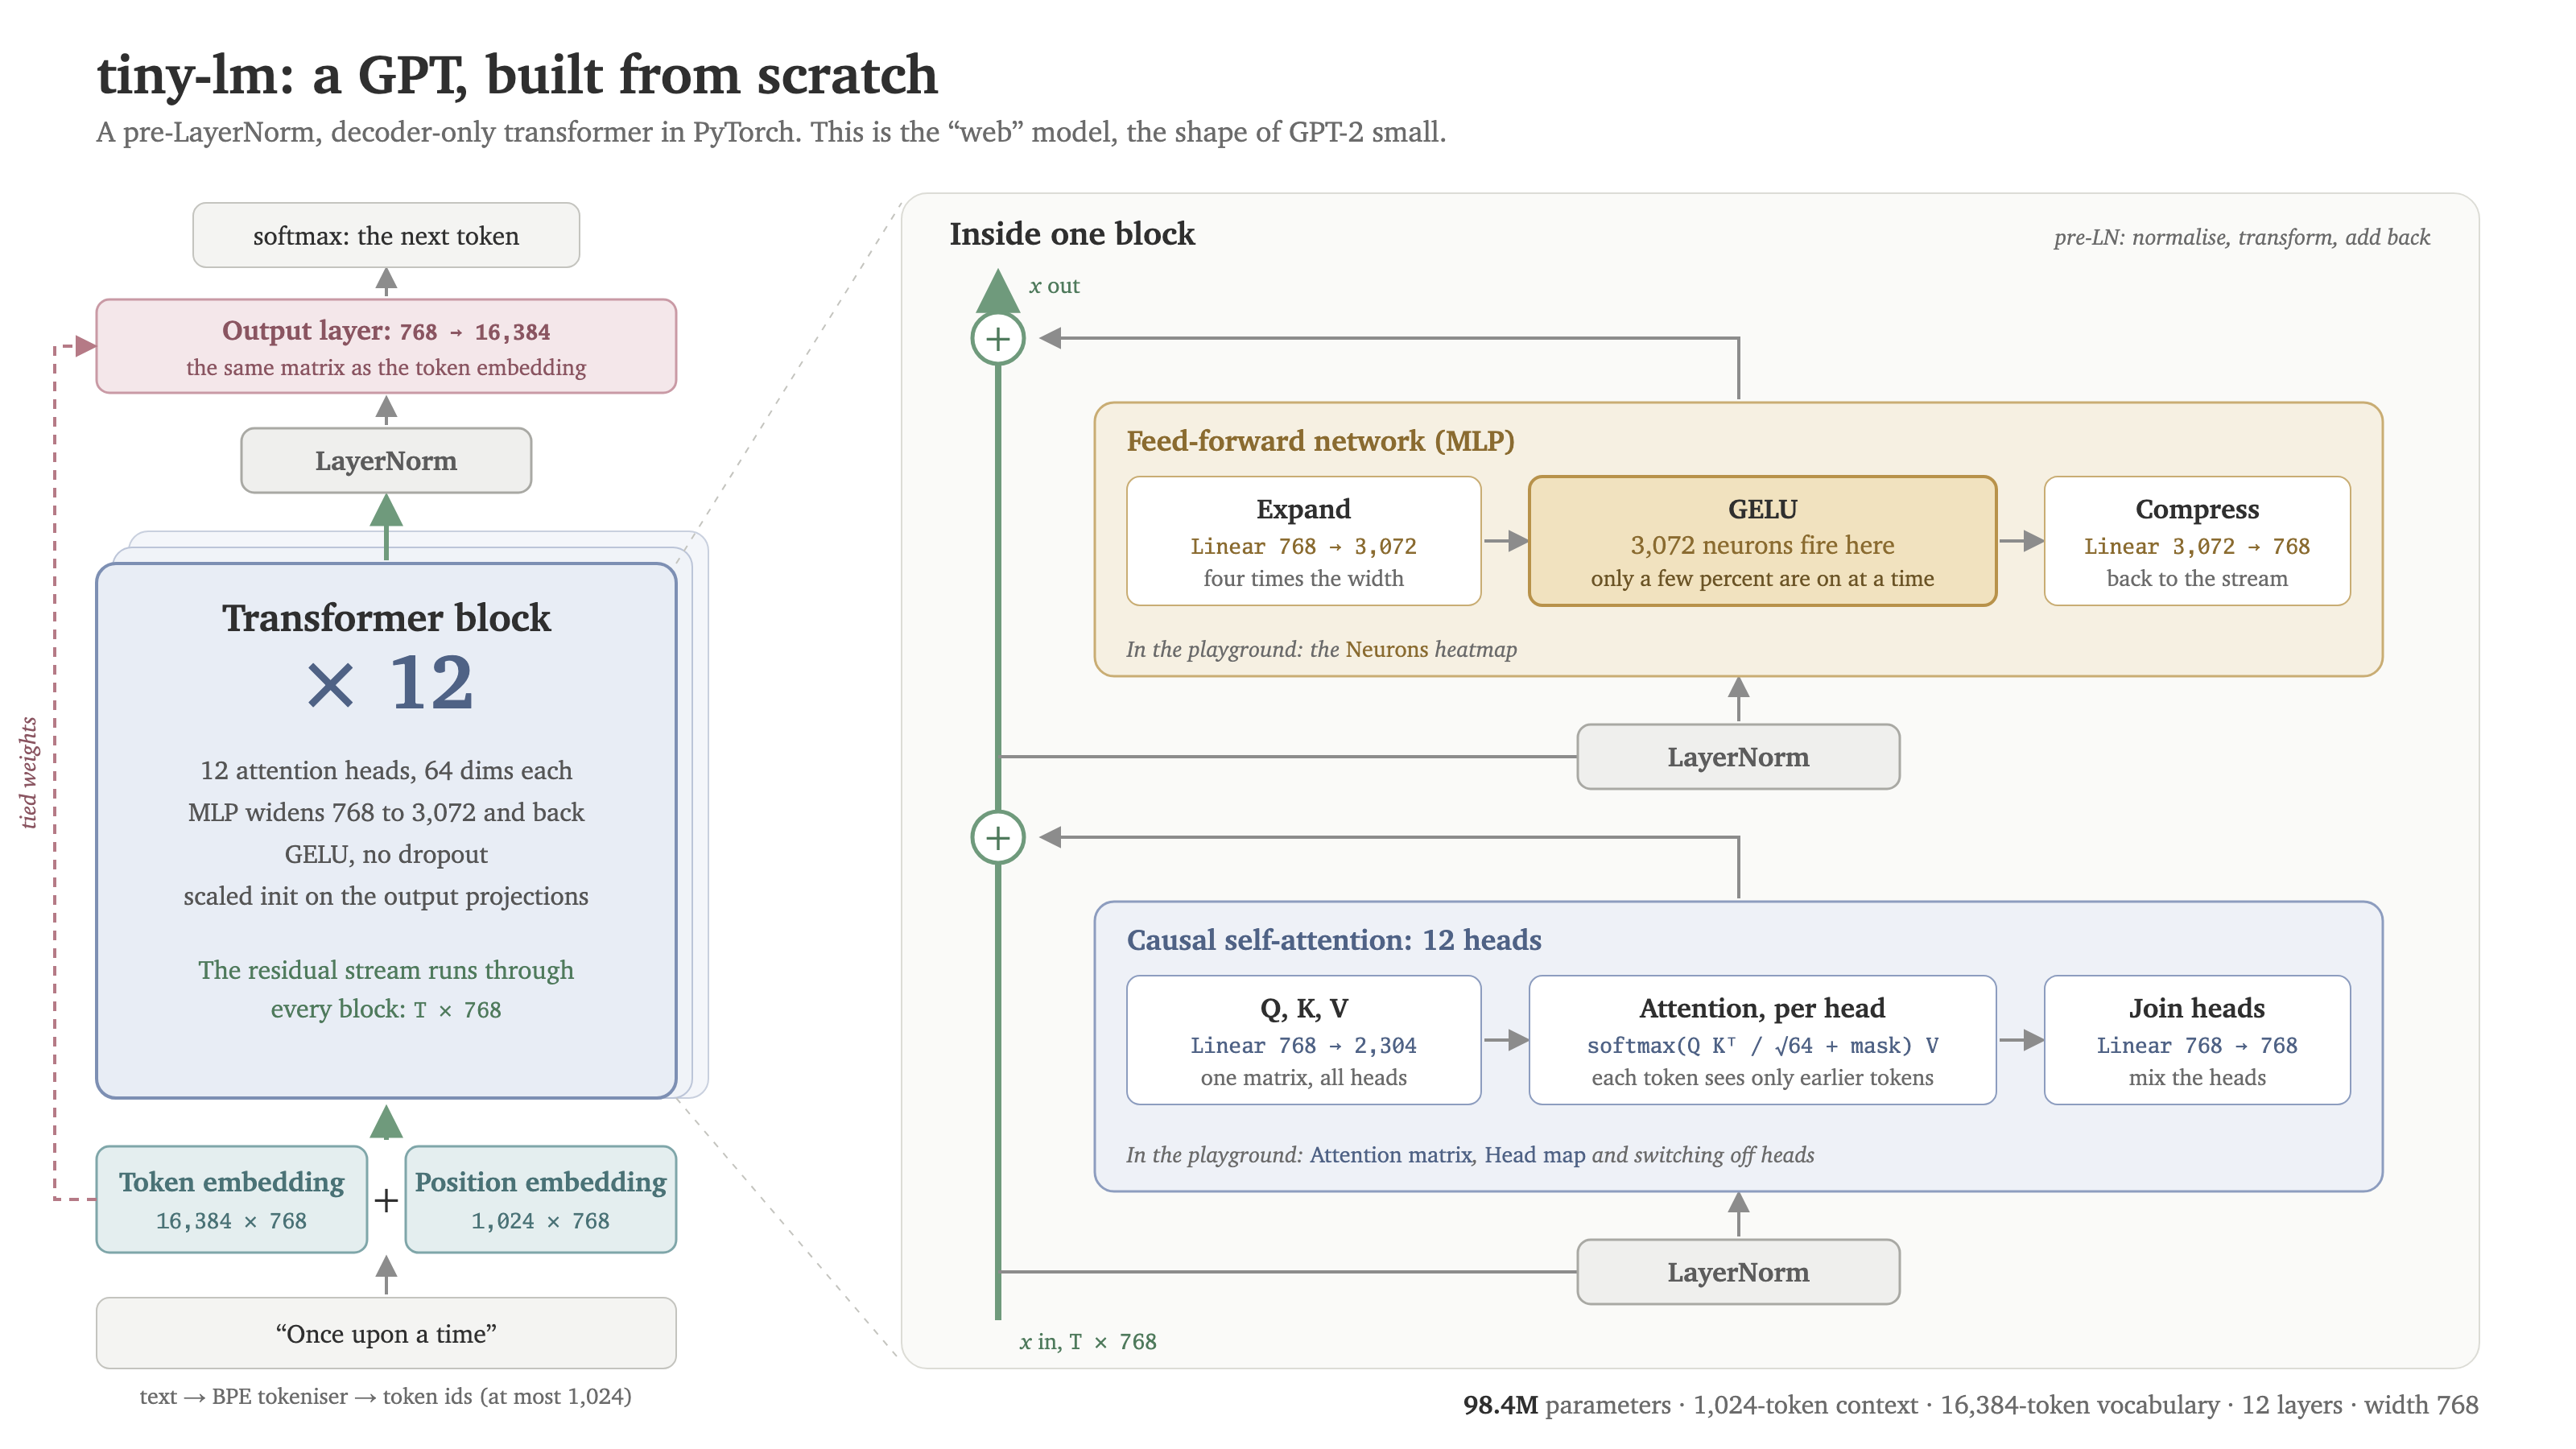 tiny-lm: a GPT, built from scratch
A pre-LayerNorm, decoder-only transformer in PyTorch. This is the “web” model, the shape of GPT-2 small.
softmax: the next token
Output layer: 768 → 16,384
the same matrix as the token embedding
LayerNorm
Transformer block
× 12
12 attention heads, 64 dims each
MLP widens 768 to 3,072 and back
GELU, no dropout
scaled init on the output projections
The residual stream runs through
every block: T × 768
tied weights
Token embedding
16,384 × 768
+
Position embedding
1,024 × 768
“Once upon a time”
text → BPE tokeniser → token ids (at most 1,024)
Inside one block
pre-LN: normalise, transform, add back
x out
+
Feed-forward network (MLP)
Expand
Linear 768 → 3,072
four times the width
GELU
3,072 neurons fire here
only a few percent are on at a time
Compress
Linear 3,072 → 768
back to the stream
In the playground: the Neurons heatmap
LayerNorm
+
Causal self-attention: 12 heads
Q, K, V
Linear 768 → 2,304
one matrix, all heads
Attention, per head
softmax(Q Kᵀ / √64 + mask) V
each token sees only earlier tokens
Join heads
Linear 768 → 768
mix the heads
In the playground: Attention matrix, Head map and switching off heads
LayerNorm
x in, T × 768
98.4M parameters · 1,024-token context · 16,384-token vocabulary · 12 layers · width 768